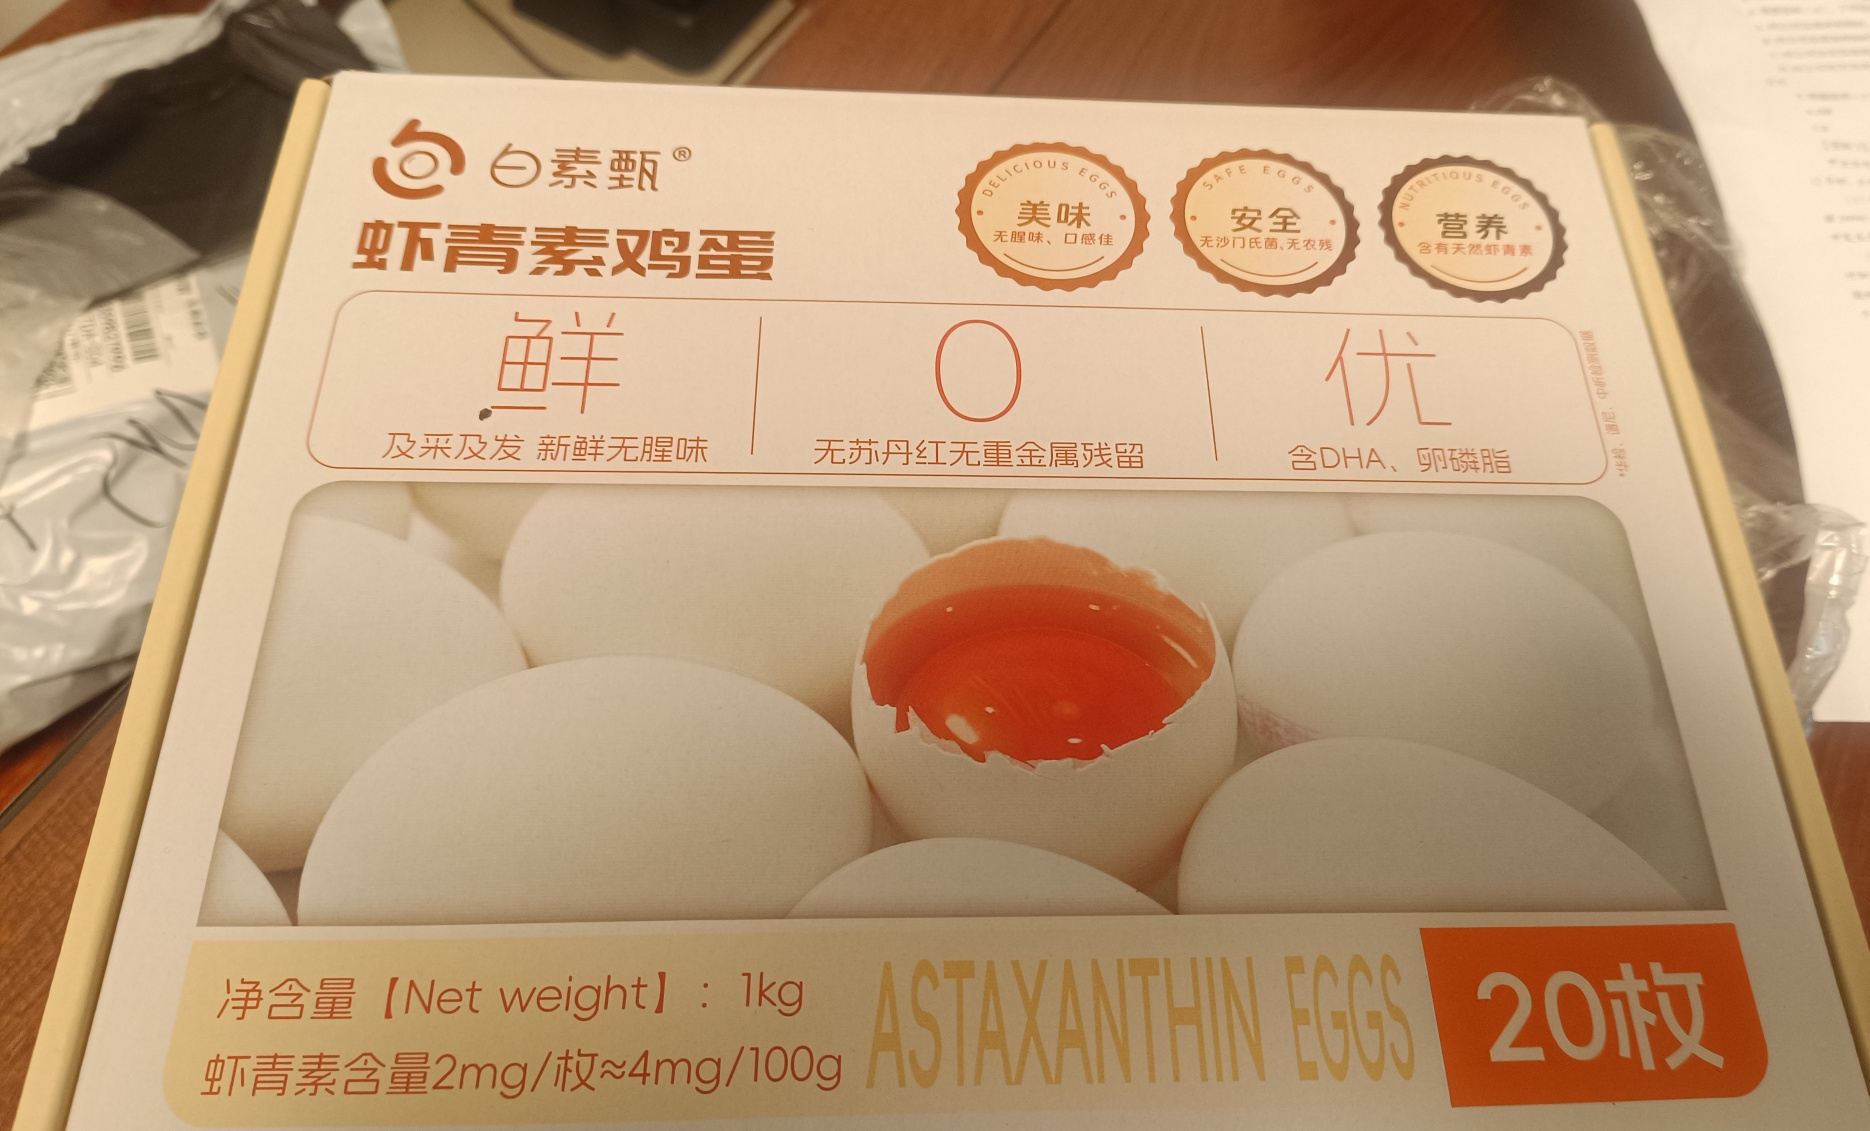 白素甄®
虾青素鸡蛋
DELICIOUS EGGS
美味
无腥味、口感佳
SAFE EGGS
安全
无沙门氏菌、无农残
NUTRITIOUS EGGS
营养
含有天然虾青素
鲜
及采及发 新鲜无腥味
0
无苏丹红无重金属残留
优
含DHA、卵磷脂
净含量【Net weight】：1kg
虾青素含量2mg/枚≈4mg/100g
ASTAXANTHIN EGGS
20枚